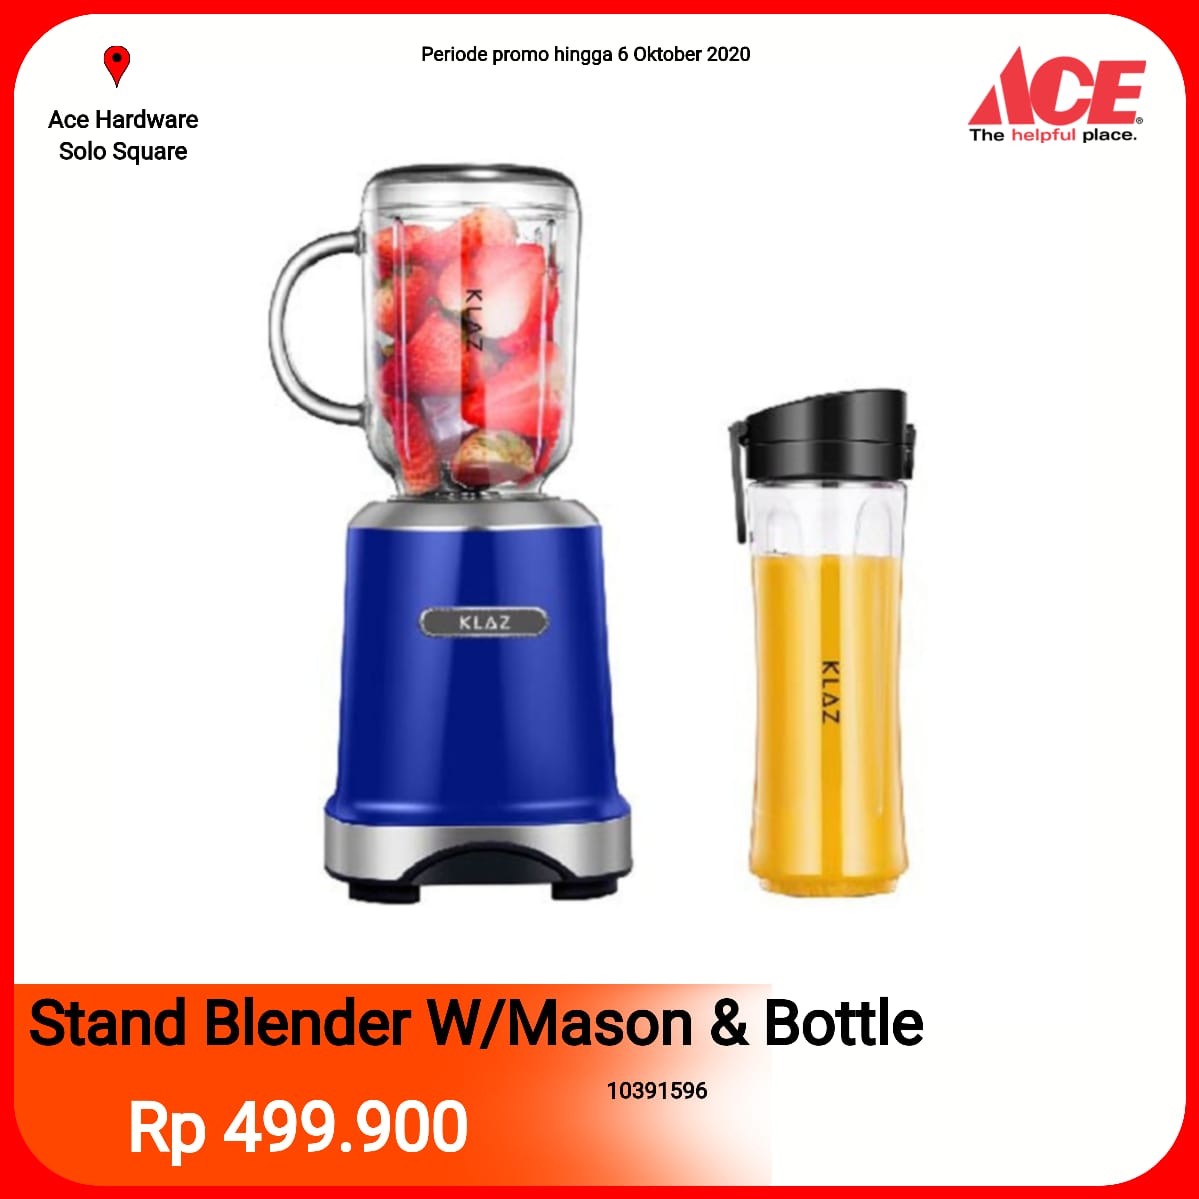 Periode promo hingga 6 Oktober 2020
Ace Hardware
Solo Square
ACE®
The helpful place.
KLAZ
KLAZ
KLAZ
Stand Blender W/Mason & Bottle
10391596
Rp 499.900